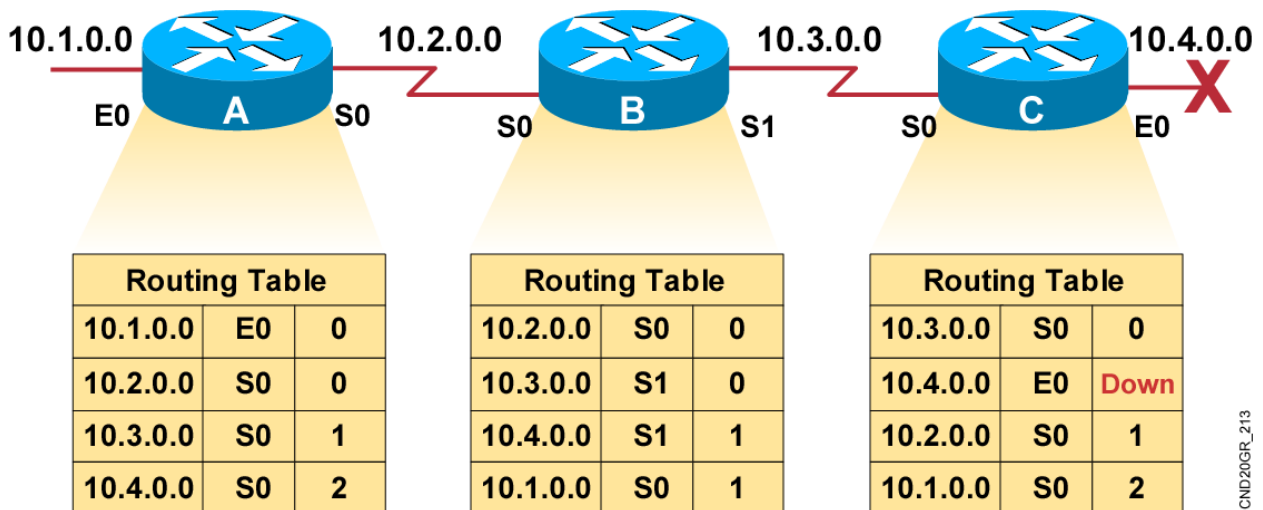 10.1.0.0 10.2.0.0 10.3.0.0 10.4.0.0
X
A B C
E0 S0 S0 S1 S0 E0
Routing Table Routing Table Routing Table
10.1.0.0 E0 0 10.2.0.0 S0 0 10.3.0.0 S0 0
10.2.0.0 S0 0 10.3.0.0 S1 0 10.4.0.0 E0 Down
10.3.0.0 S0 1 10.4.0.0 S1 1 10.2.0.0 S0 1
10.4.0.0 S0 2 10.1.0.0 S0 1 10.1.0.0 S0 2
CND20GR_213